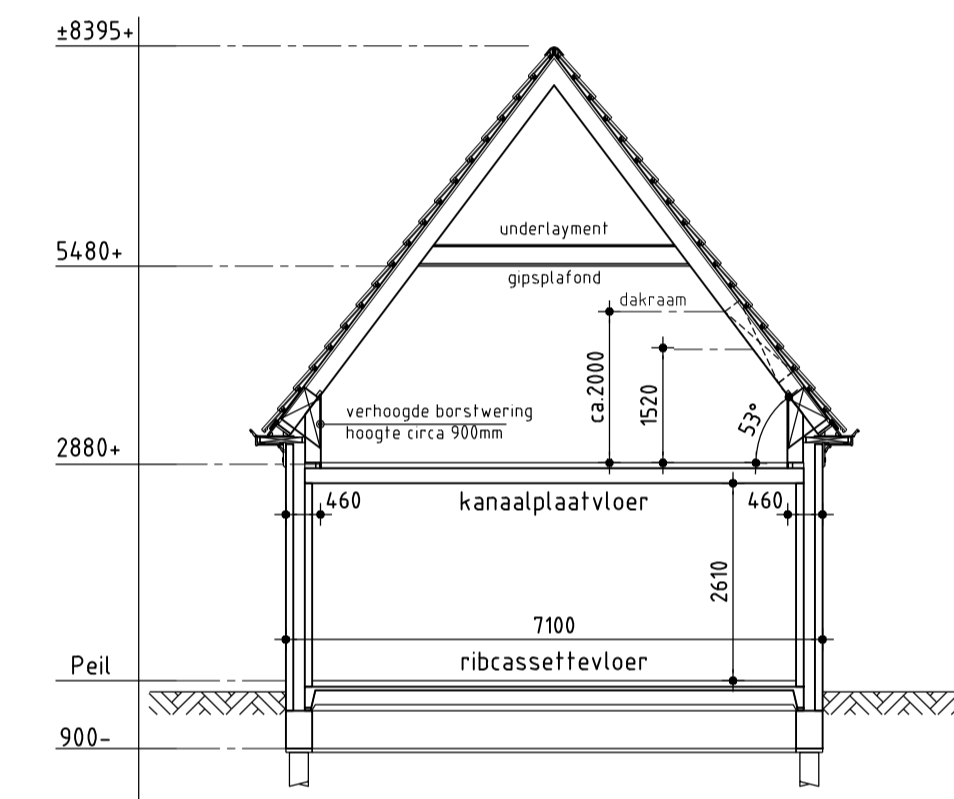 ±8395+
underlayment
5480+
gipsplafond
dakraam
ca.2000
1520
53°
verhoogde borstwering
hoogte circa 900mm
2880+
460
kanaalplaatvloer
460
2610
7100
Peil
ribcassettevloer
900-